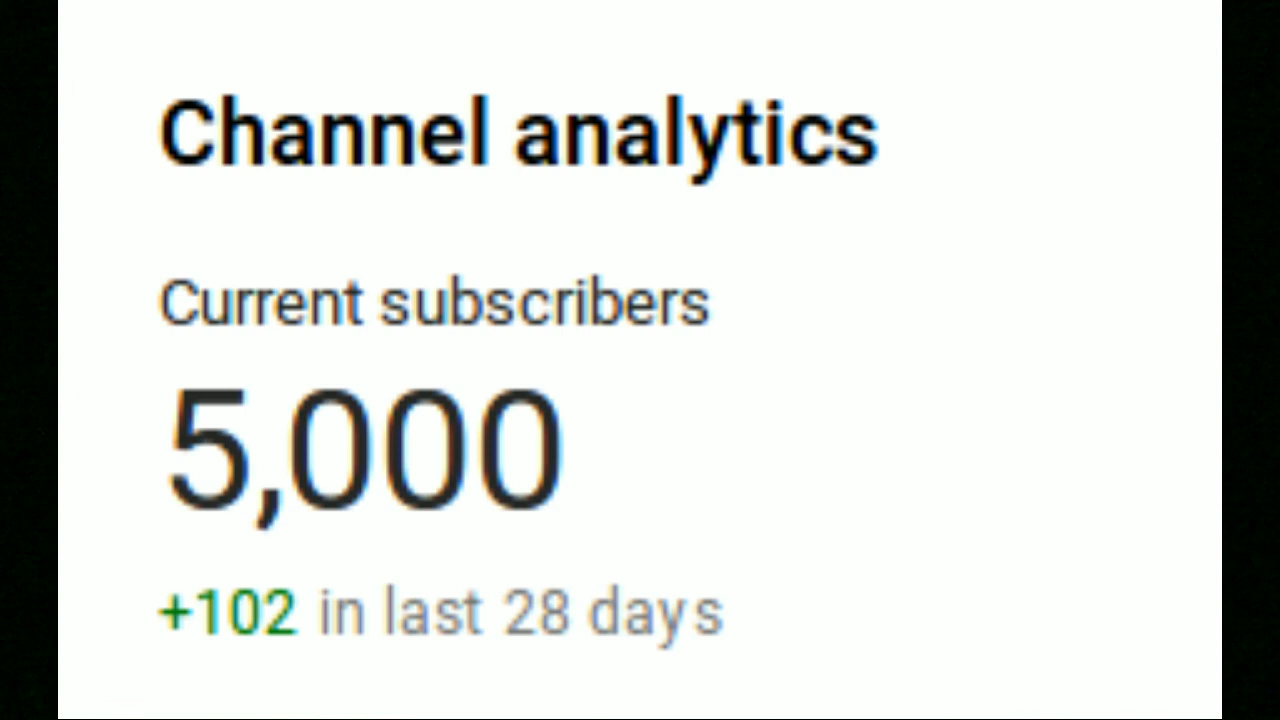 Channel analytics
Current subscribers
5,000
+102 in last 28 days